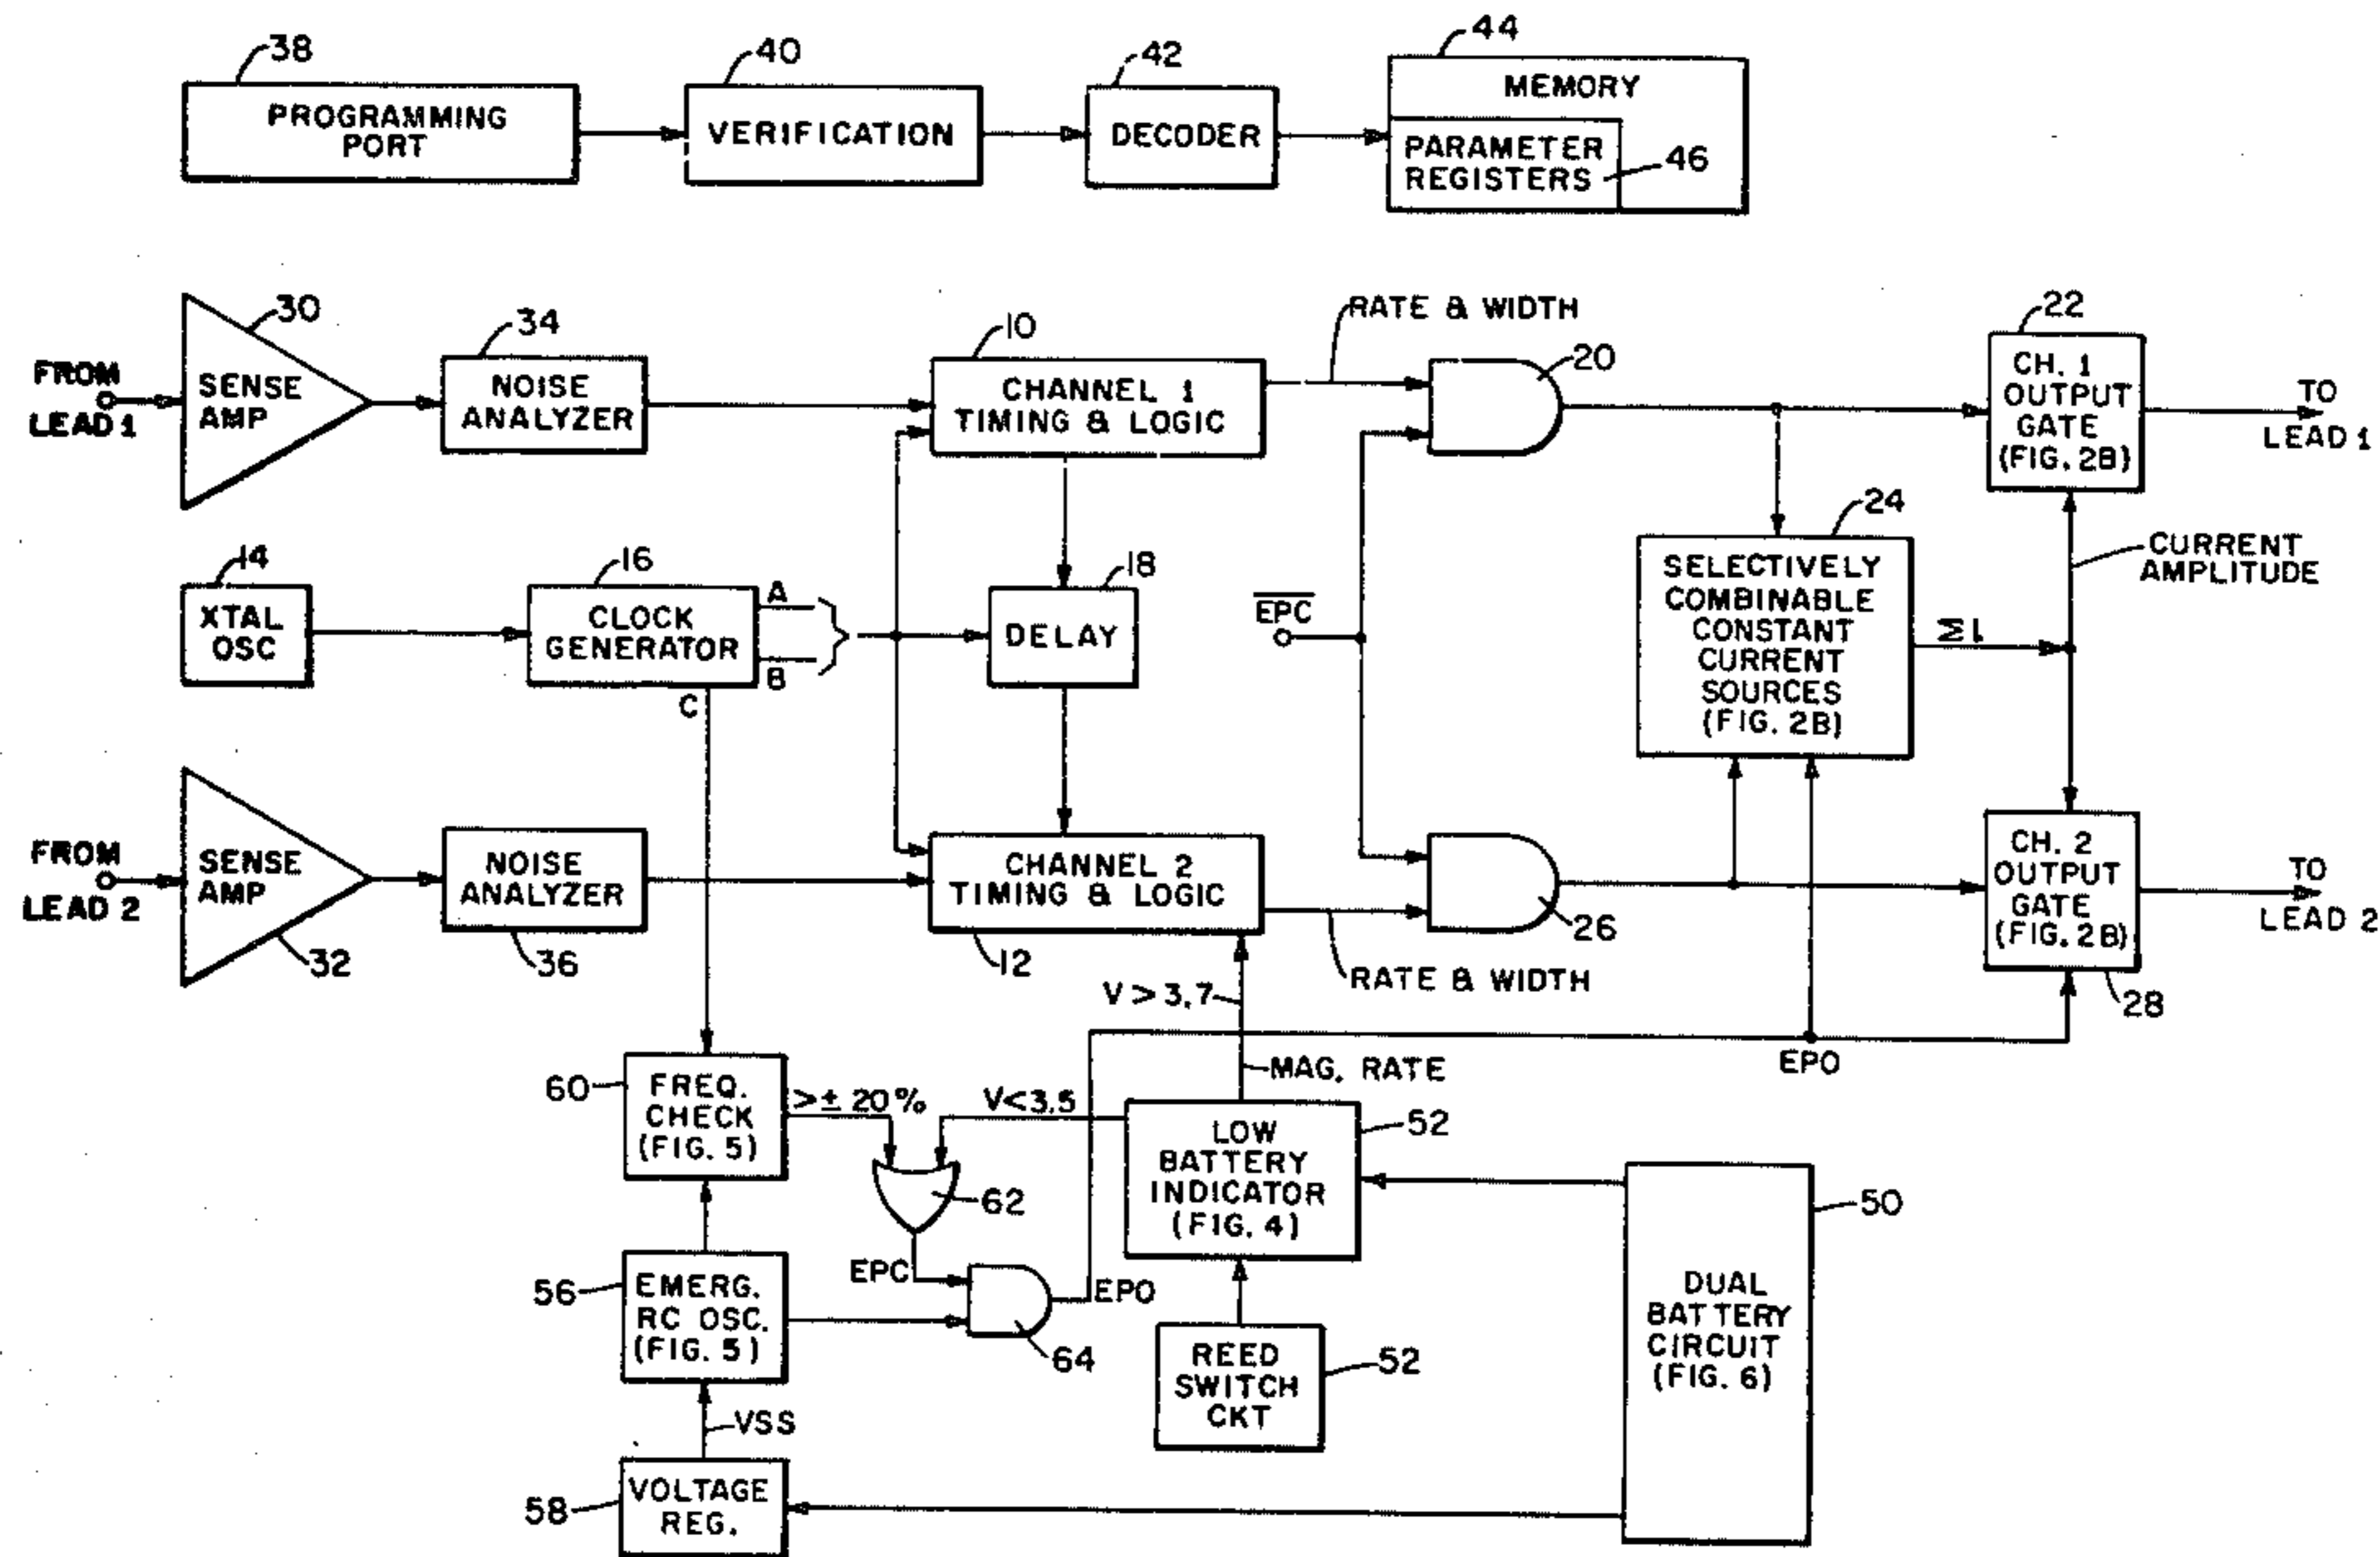 38
PROGRAMMING
PORT
40
VERIFICATION
42
DECODER
44
MEMORY
PARAMETER
REGISTERS
46
FROM
LEAD 1
30
SENSE
AMP
34
NOISE
ANALYZER
10
CHANNEL 1
TIMING & LOGIC
RATE & WIDTH
20
22
CH. 1
OUTPUT
GATE
(FIG. 2B)
TO
LEAD 1
14
XTAL
OSC
16
CLOCK
GENERATOR
A
B
C
18
DELAY
EPC
24
SELECTIVELY
COMBINABLE
CONSTANT
CURRENT
SOURCES
(FIG. 2B)
ΣI
CURRENT
AMPLITUDE
FROM
LEAD 2
SENSE
AMP
32
NOISE
ANALYZER
36
CHANNEL 2
TIMING & LOGIC
12
RATE & WIDTH
26
CH. 2
OUTPUT
GATE
(FIG. 2B)
28
TO
LEAD 2
V > 3.7
MAG. RATE
EPO
60
FREQ.
CHECK
(FIG. 5)
>± 20%
V<3.5
62
LOW
BATTERY
INDICATOR
(FIG. 4)
52
50
DUAL
BATTERY
CIRCUIT
(FIG. 6)
56
EMERG.
RC OSC.
(FIG. 5)
EPC
EPO
64
REED
SWITCH
CKT
52
VSS
58
VOLTAGE
REG.